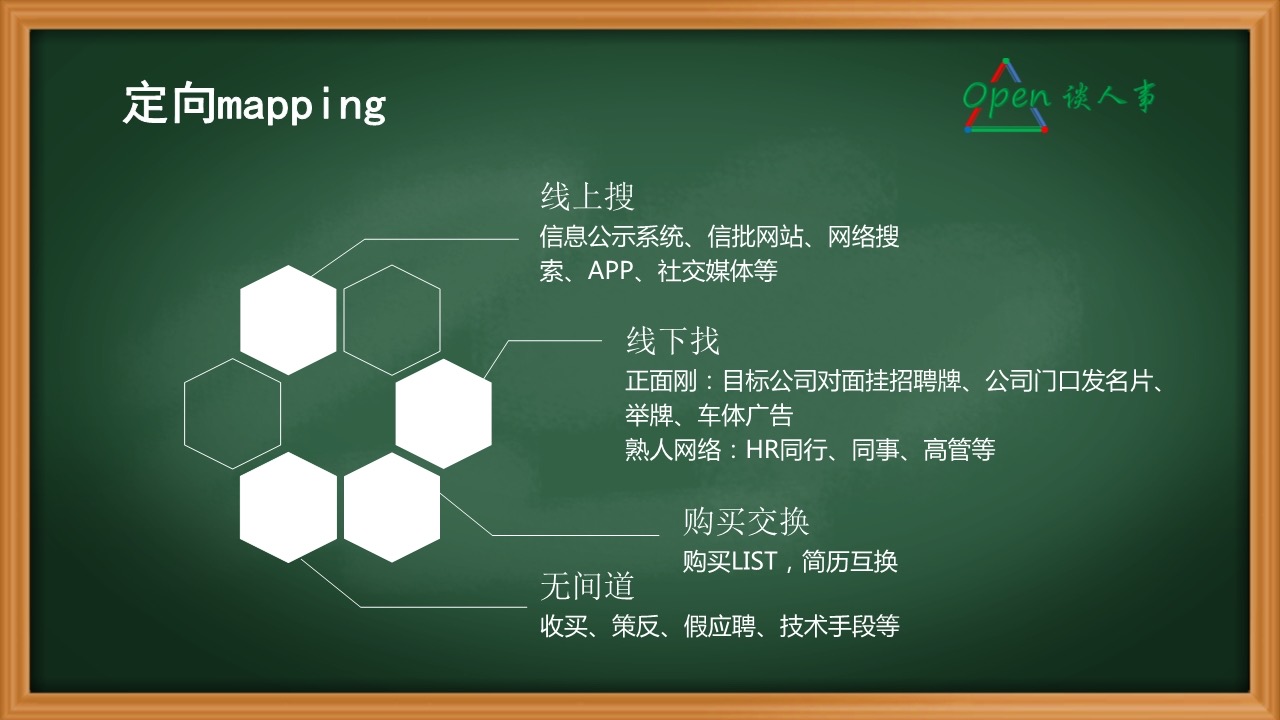 定向mapping
Open 谈人事
线上搜
信息公示系统、信批网站、网络搜
索、APP、社交媒体等
线下找
正面刚：目标公司对面挂招聘牌、公司门口发名片、
举牌、车体广告
熟人网络：HR同行、同事、高管等
购买交换
购买LIST，简历互换
无间道
收买、策反、假应聘、技术手段等